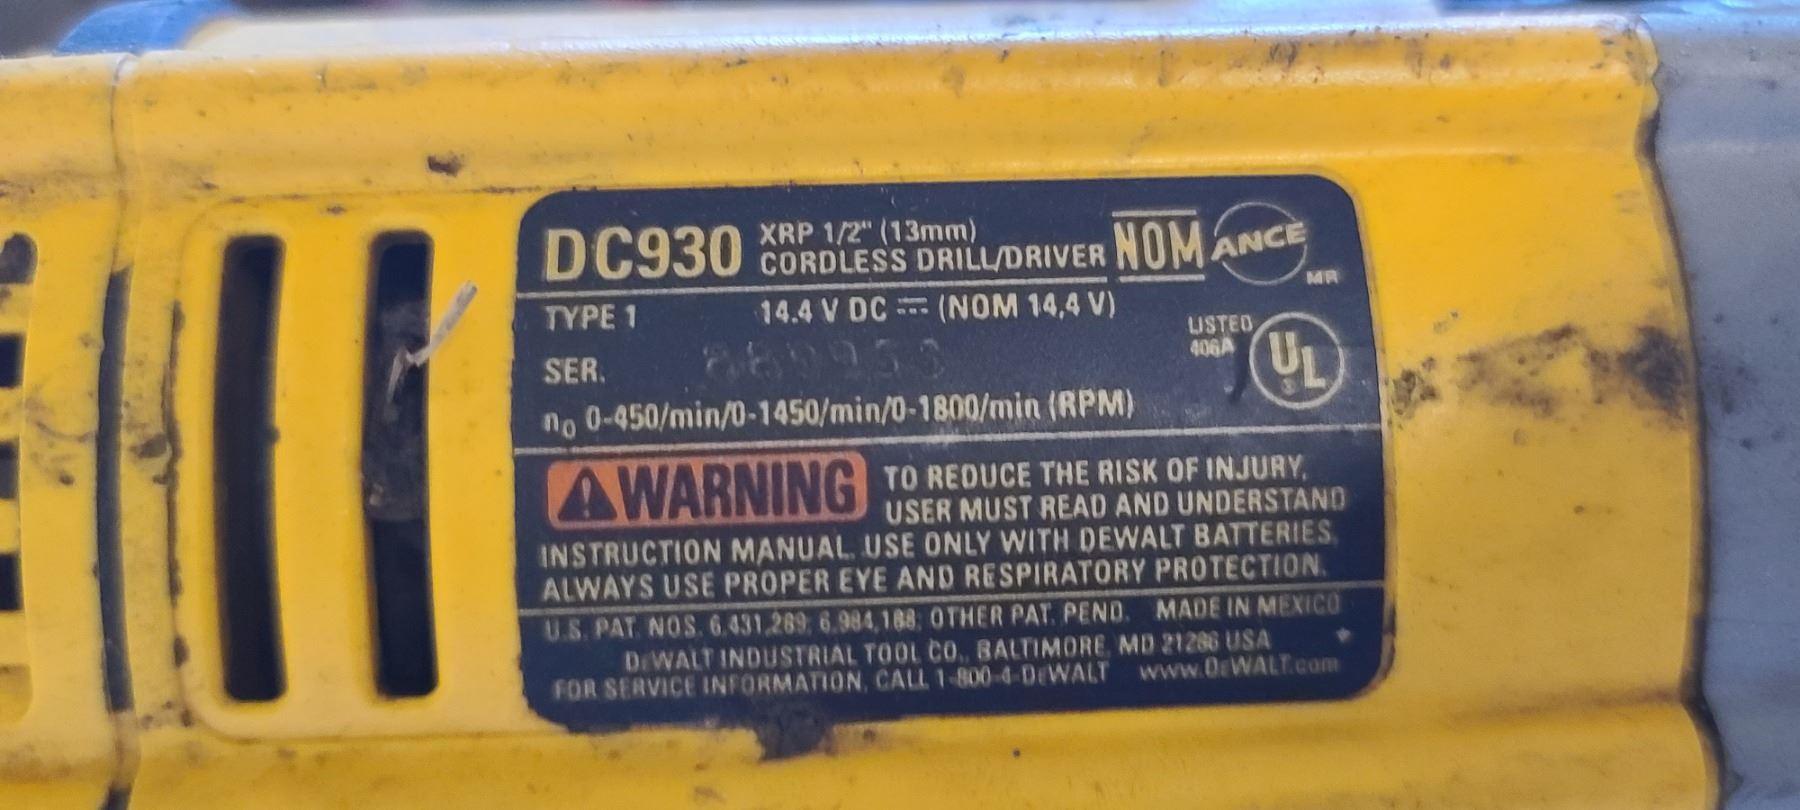 DC930 XRP 1/2" (13mm)
CORDLESS DRILL/DRIVER
NOM ANCE
MR
TYPE 1 14.4 V DC ⎓ (NOM 14,4 V)
LISTED
406A
UL
®
SER.
n₀ 0-450/min/0-1450/min/0-1800/min (RPM)
⚠WARNING TO REDUCE THE RISK OF INJURY,
USER MUST READ AND UNDERSTAND
INSTRUCTION MANUAL. USE ONLY WITH DEWALT BATTERIES.
ALWAYS USE PROPER EYE AND RESPIRATORY PROTECTION.
U.S. PAT. NOS. 6,431,289; 6,984,188; OTHER PAT. PEND. MADE IN MEXICO
DEWALT INDUSTRIAL TOOL CO., BALTIMORE, MD 21286 USA
FOR SERVICE INFORMATION, CALL 1-800-4-DEWALT www.DEWALT.com